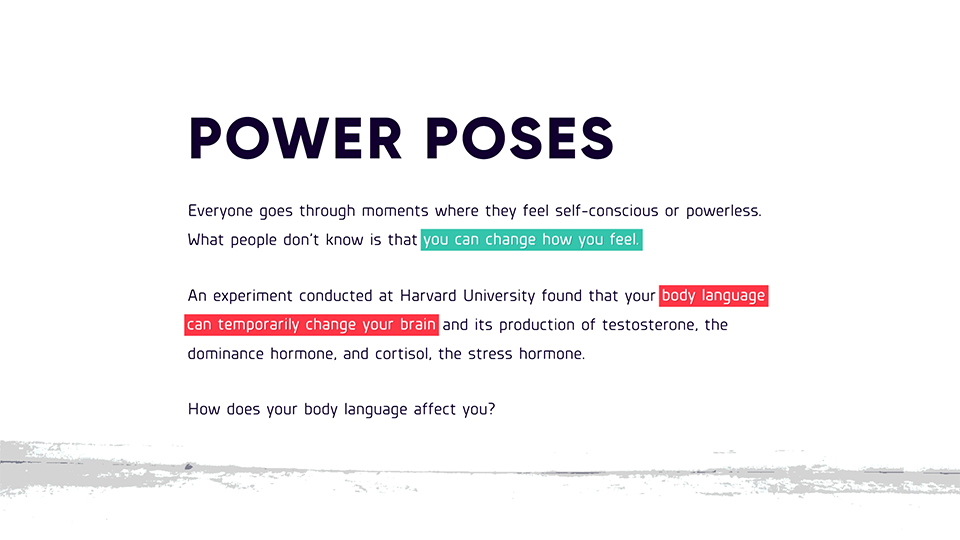 POWER POSES
Everyone goes through moments where they feel self-conscious or powerless.
What people don't know is that you can change how you feel.
An experiment conducted at Harvard University found that your body language
can temporarily change your brain and its production of testosterone, the
dominance hormone, and cortisol, the stress hormone.
How does your body language affect you?